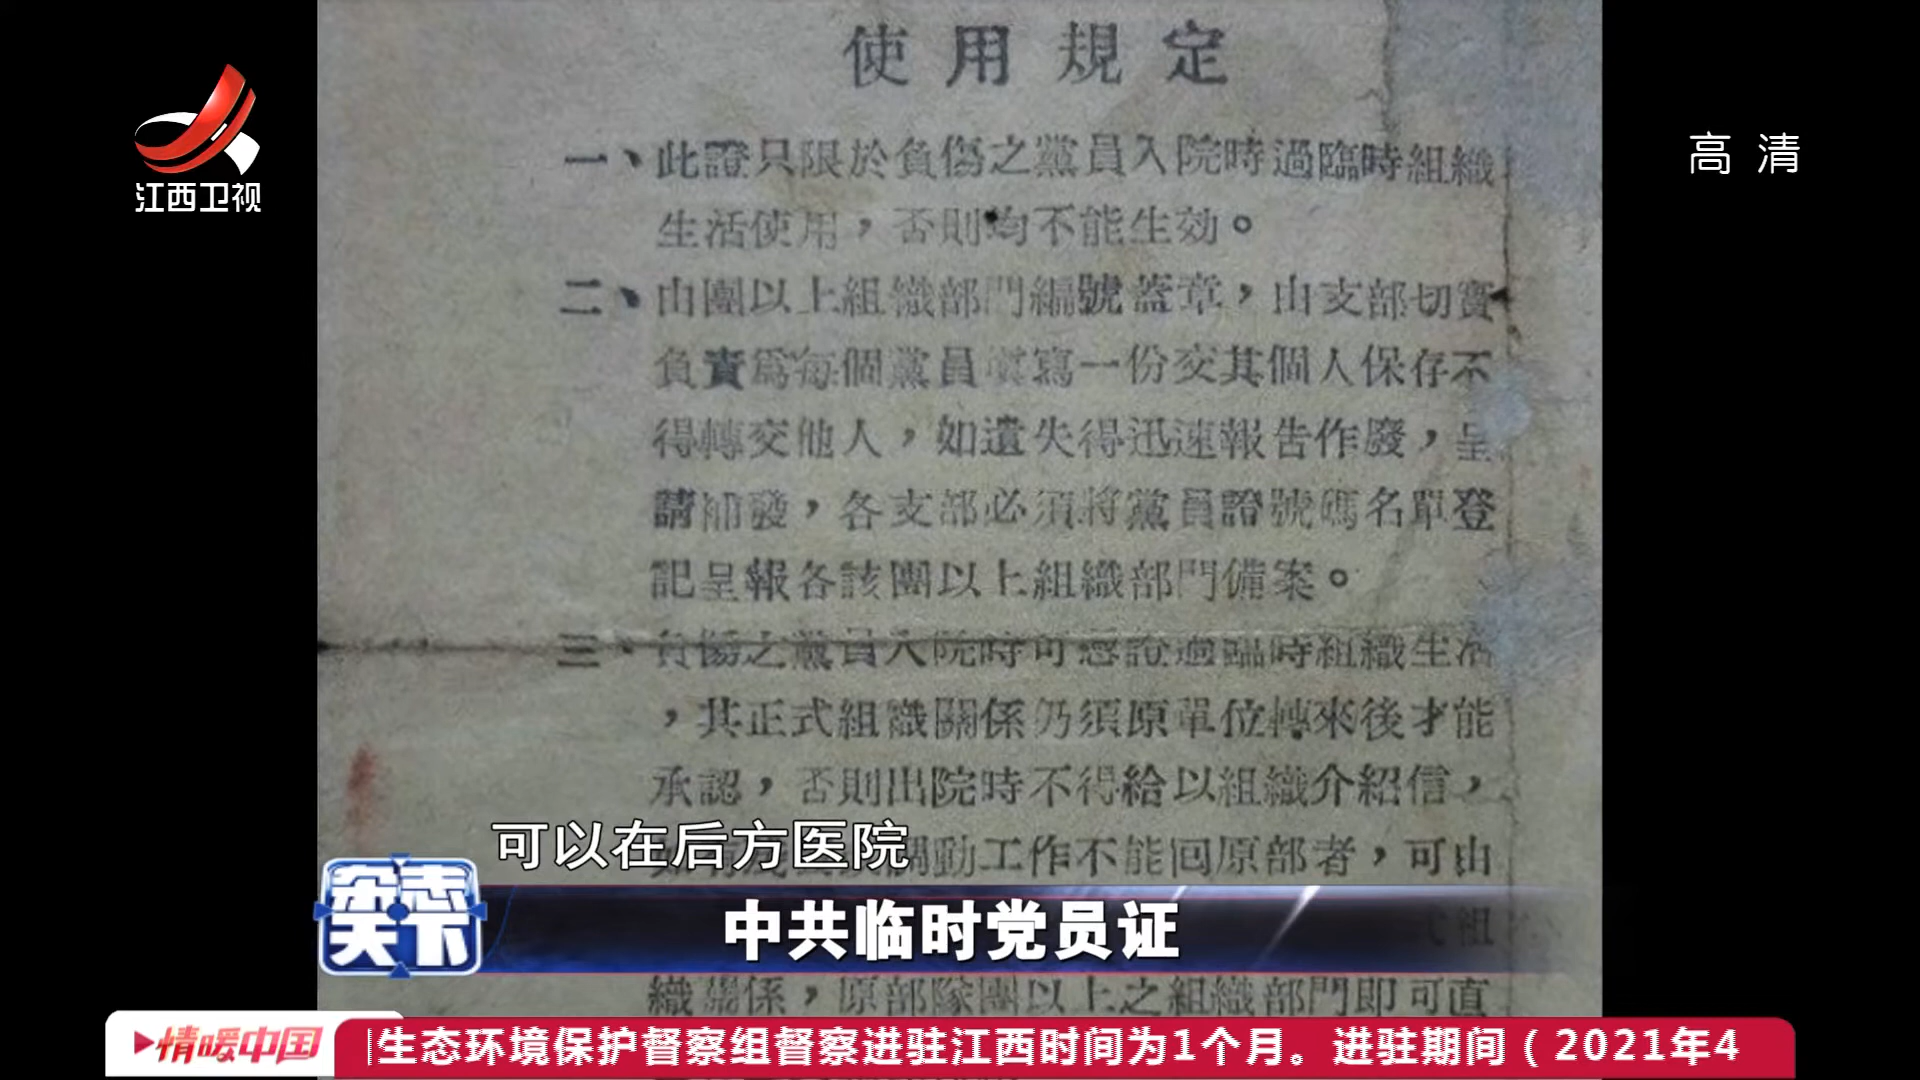 使用規定
一、此證只限於負傷之黨員入院時過臨時組織
生活使用，否則均不能生効。
二、由團以上組織部門編號蓋章，由支部切實
負責爲每個黨員填寫一份交其個人保存不
得轉交他人，如遺失得迅速報告作廢，呈
請補發，各支部必須將黨員證號碼名單登
記呈報各該團以上組織部門備案。
三、負傷之黨員入院時可憑證過臨時組織生活
，其正式組織關係仍須原單位轉來後才能
承認，否則出院時不得給以組織介紹信，
調動工作不能回原部者，可由
式組
織關係，原部隊團以上之組織部門即可直
江西卫视
高清
可以在后方医院
杂志天下
中共临时党员证
情暖中国
生态环境保护督察组督察进驻江西时间为1个月。进驻期间（2021年4